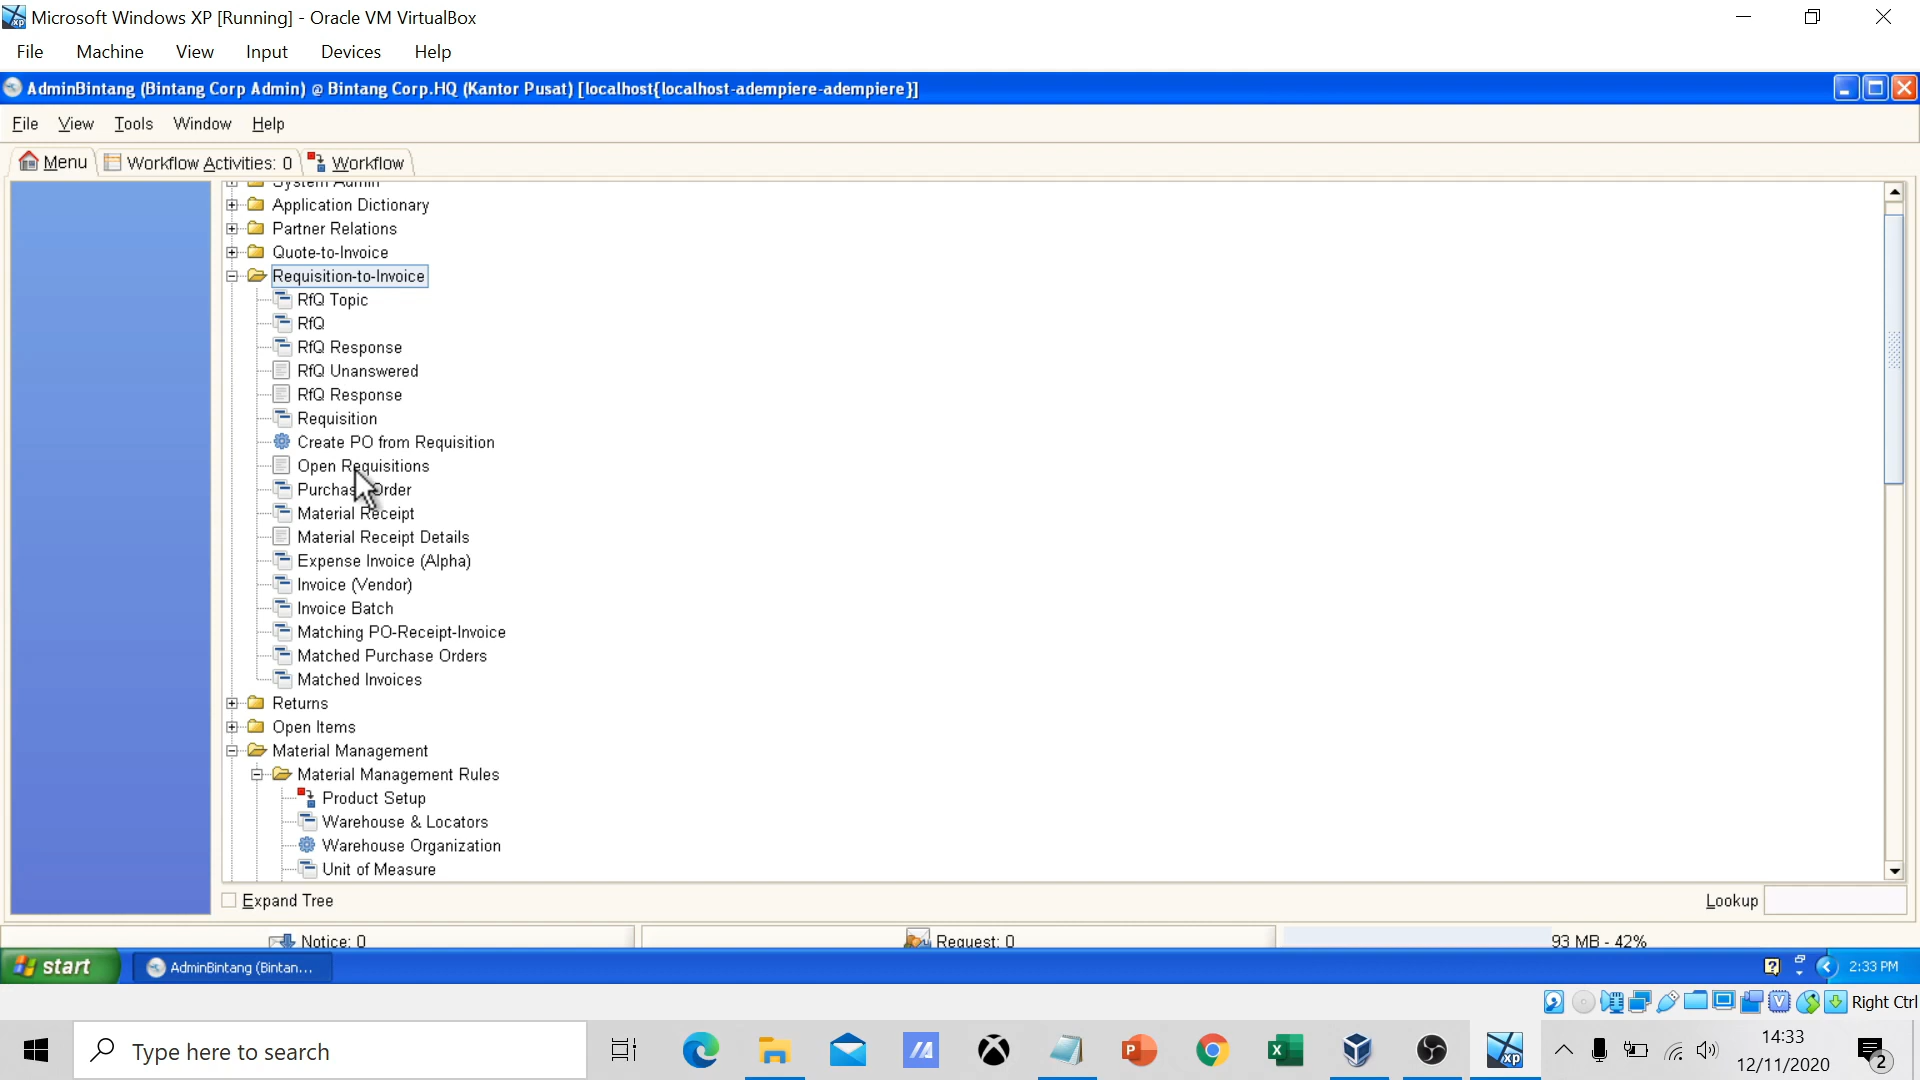 Microsoft Windows XP [Running] - Oracle VM VirtualBox
File Machine View Input Devices Help
AdminBintang (Bintang Corp Admin) @ Bintang Corp.HQ (Kantor Pusat) [localhost{localhost-adempiere-adempiere}]
File View Tools Window Help
Menu Workflow Activities: 0 Workflow
System Admin
Application Dictionary
Partner Relations
Quote-to-Invoice
Requisition-to-Invoice
RfQ Topic
RfQ
RfQ Response
RfQ Unanswered
RfQ Response
Requisition
Create PO from Requisition
Open Requisitions
Purchase Order
Material Receipt
Material Receipt Details
Expense Invoice (Alpha)
Invoice (Vendor)
Invoice Batch
Matching PO-Receipt-Invoice
Matched Purchase Orders
Matched Invoices
Returns
Open Items
Material Management
Material Management Rules
Product Setup
Warehouse & Locators
Warehouse Organization
Unit of Measure
Expand Tree Lookup
Notice: 0 Request: 0 93 MB - 42%
start AdminBintang (Bintan... 2:33 PM
Right Ctrl
Type here to search
14:33
12/11/2020
2